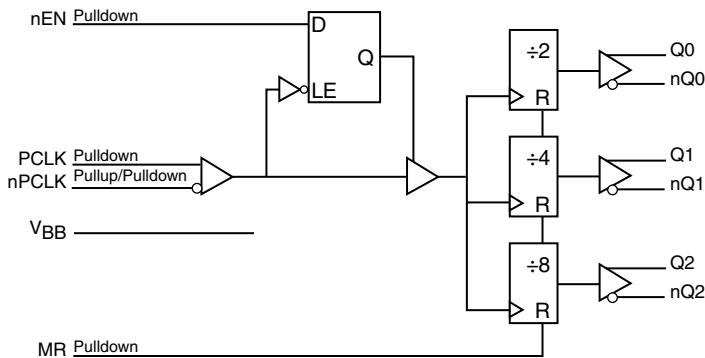 nEN Pulldown
D
Q
LE
÷2
R
Q0
nQ0
PCLK Pulldown
nPCLK Pullup/Pulldown
÷4
R
Q1
nQ1
VBB
÷8
R
Q2
nQ2
MR Pulldown